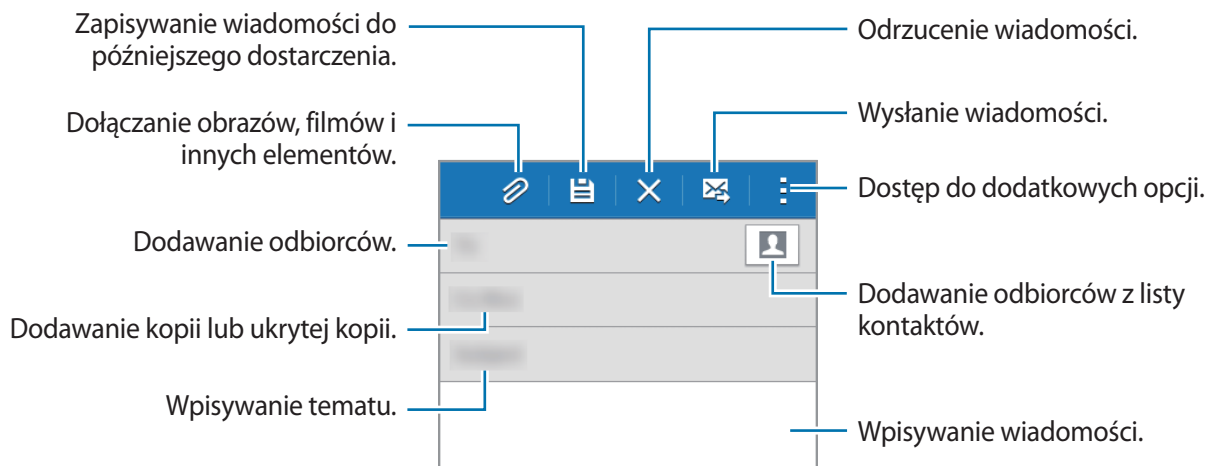 Zapisywanie wiadomości do
późniejszego dostarczenia.
Dołączanie obrazów, filmów i
innych elementów.
Dodawanie odbiorców.
Dodawanie kopii lub ukrytej kopii.
Wpisywanie tematu.
Odrzucenie wiadomości.
Wysłanie wiadomości.
Dostęp do dodatkowych opcji.
Dodawanie odbiorców z listy
kontaktów.
Wpisywanie wiadomości.